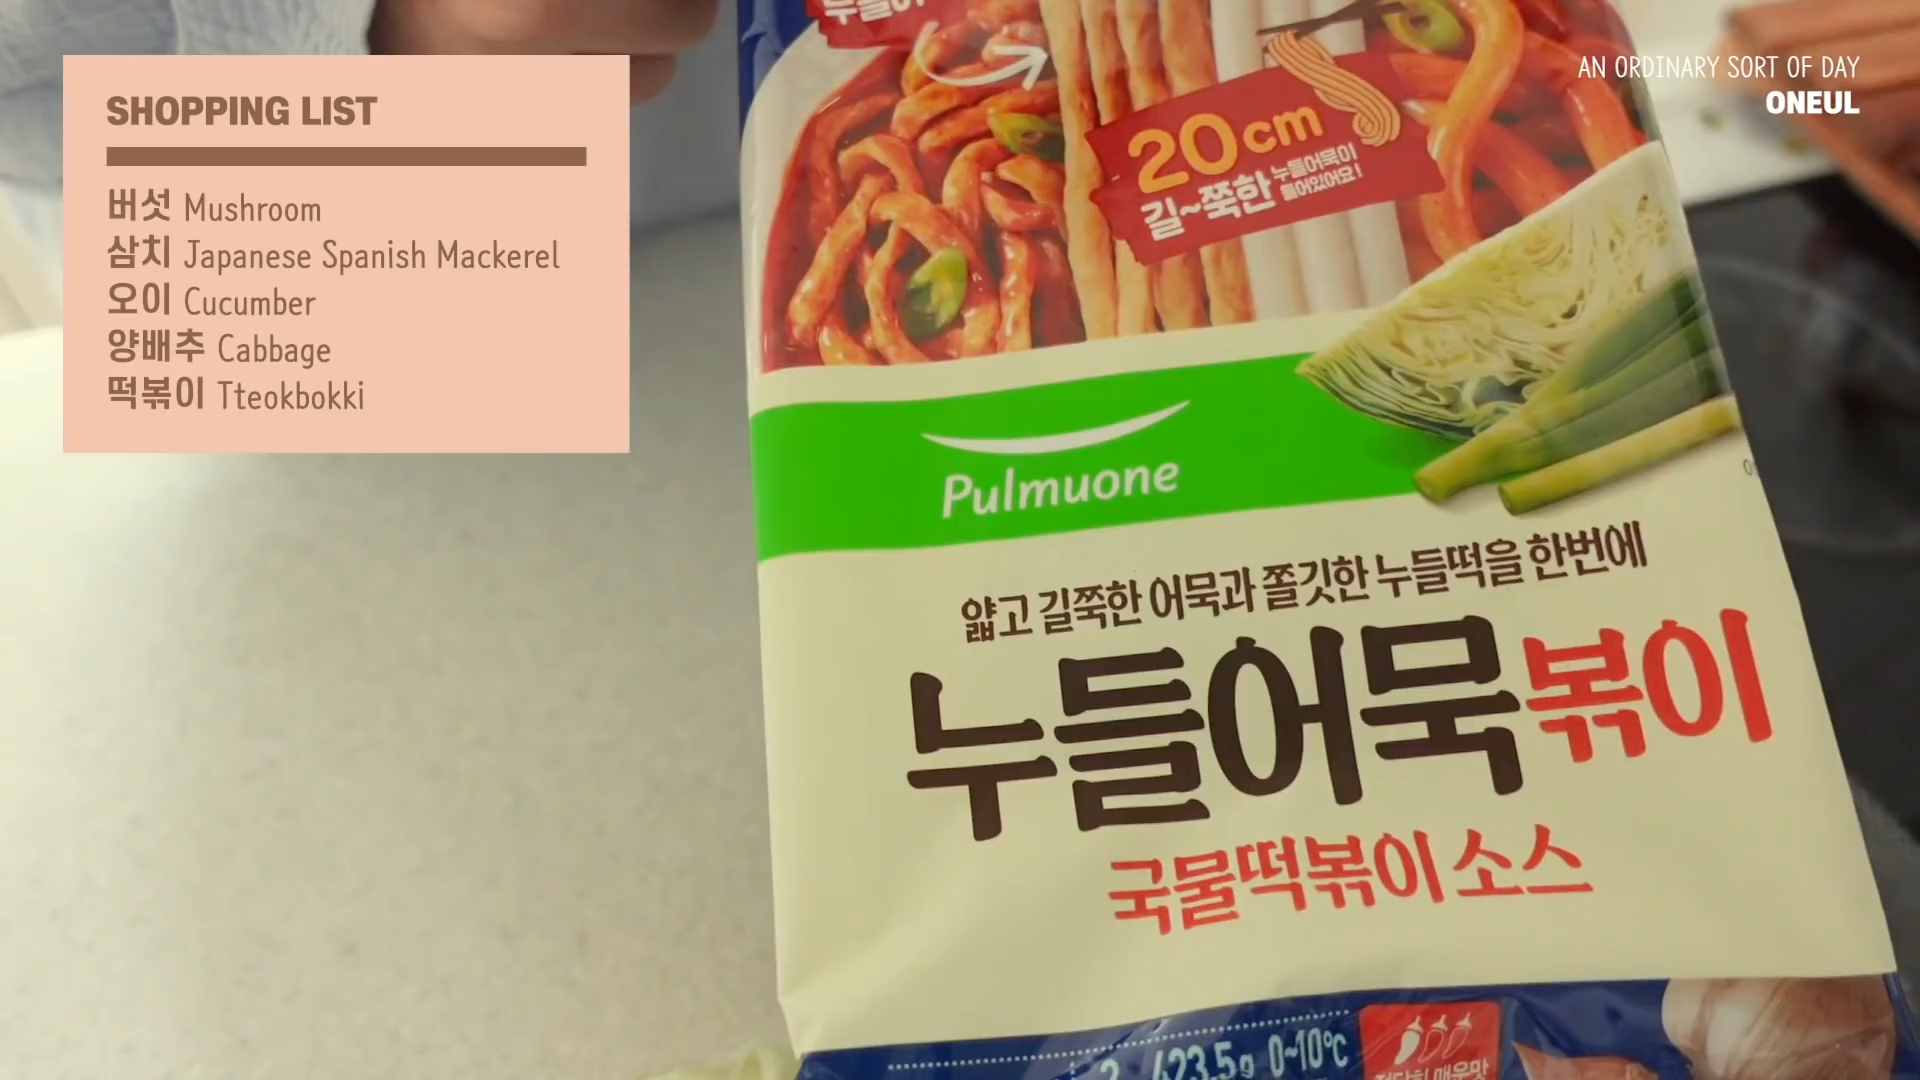 SHOPPING LIST
버섯 Mushroom
삼치 Japanese Spanish Mackerel
오이 Cucumber
양배추 Cabbage
떡볶이 Tteokbokki
AN ORDINARY SORT OF DAY
ONEUL
20cm
길~쭉한 누들어묵이
들어있어요!
Pulmuone
얇고 길쭉한 어묵과 쫄깃한 누들떡을 한번에
누들어묵볶이
국물떡볶이 소스
423.5g 0~10℃